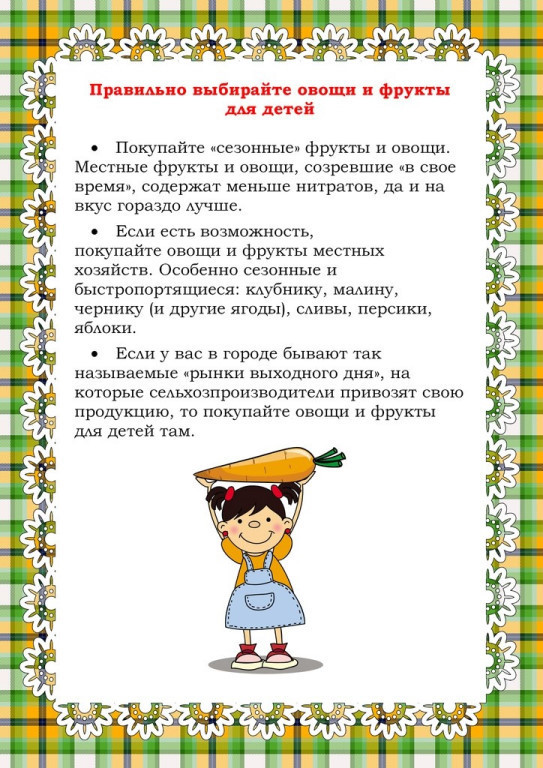 Правильно выбирайте овощи и фрукты
для детей
• Покупайте «сезонные» фрукты и овощи.
Местные фрукты и овощи, созревшие «в свое
время», содержат меньше нитратов, да и на
вкус гораздо лучше.
• Если есть возможность,
покупайте овощи и фрукты местных
хозяйств. Особенно сезонные и
быстропортящиеся: клубнику, малину,
чернику (и другие ягоды), сливы, персики,
яблоки.
• Если у вас в городе бывают так
называемые «рынки выходного дня», на
которые сельхозпроизводители привозят свою
продукцию, то покупайте овощи и фрукты
для детей там.